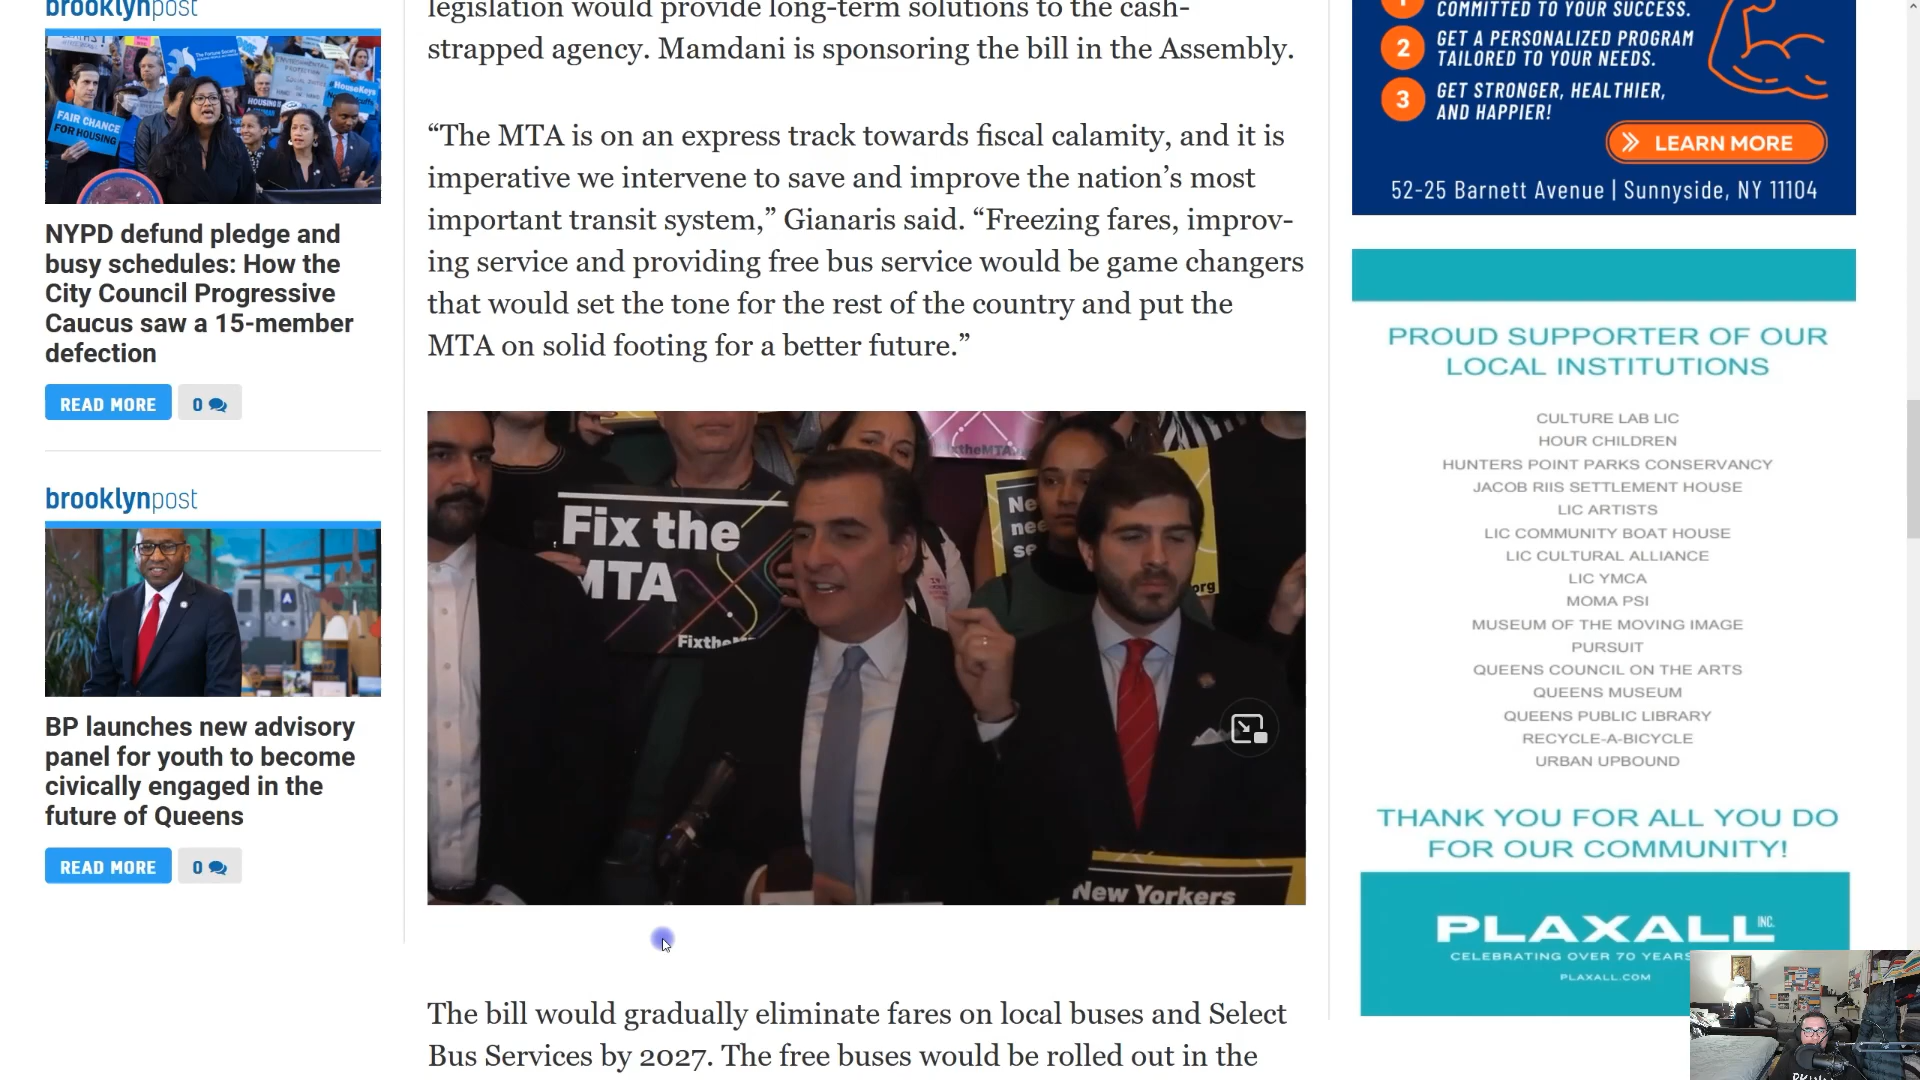 brooklynpost
FAIR CHANCE
FOR HOUSING
NYPD defund pledge and
busy schedules: How the
City Council Progressive
Caucus saw a 15-member
defection
READ MORE
0
brooklynpost
BP launches new advisory
panel for youth to become
civically engaged in the
future of Queens
READ MORE
0
legislation would provide long-term solutions to the cash-
strapped agency. Mamdani is sponsoring the bill in the Assembly.
“The MTA is on an express track towards fiscal calamity, and it is
imperative we intervene to save and improve the nation’s most
important transit system,” Gianaris said. “Freezing fares, improv-
ing service and providing free bus service would be game changers
that would set the tone for the rest of the country and put the
MTA on solid footing for a better future.”
Fix the
MTA
New Yorkers
The bill would gradually eliminate fares on local buses and Select
Bus Services by 2027. The free buses would be rolled out in the
COMMITTED TO YOUR SUCCESS.
2
GET A PERSONALIZED PROGRAM
TAILORED TO YOUR NEEDS.
3
GET STRONGER, HEALTHIER,
AND HAPPIER!
LEARN MORE
52-25 Barnett Avenue | Sunnyside, NY 11104
PROUD SUPPORTER OF OUR
LOCAL INSTITUTIONS
CULTURE LAB LIC
HOUR CHILDREN
HUNTERS POINT PARKS CONSERVANCY
JACOB RIIS SETTLEMENT HOUSE
LIC ARTISTS
LIC COMMUNITY BOAT HOUSE
LIC CULTURAL ALLIANCE
LIC YMCA
MOMA PSI
MUSEUM OF THE MOVING IMAGE
PURSUIT
QUEENS COUNCIL ON THE ARTS
QUEENS MUSEUM
QUEENS PUBLIC LIBRARY
RECYCLE-A-BICYCLE
URBAN UPBOUND
THANK YOU FOR ALL YOU DO
FOR OUR COMMUNITY!
PLAXALL INC.
CELEBRATING OVER 70 YEARS
PLAXALL.COM